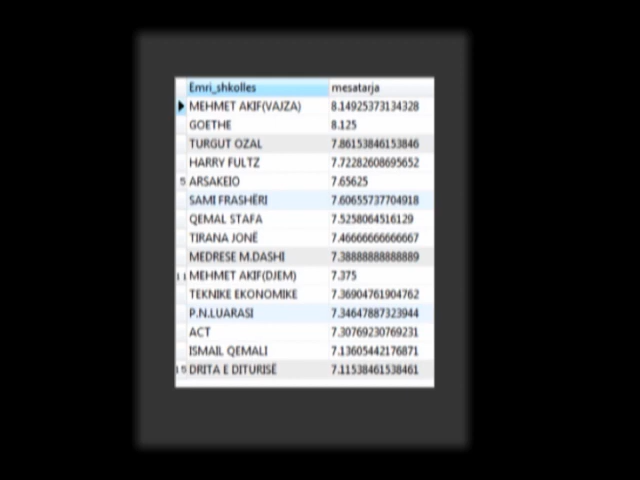 Emri_shkolles mesatarja
MEHMET AKIF(VAJZA) 8.14925373134328
GOETHE 8.125
TURGUT OZAL 7.86153846153846
HARRY FULTZ 7.72282608695652
5 ARSAKEIO 7.65625
SAMI FRASHËRI 7.60655737704918
QEMAL STAFA 7.5258064516129
TIRANA JONË 7.46666666666667
MEDRESE M.DASHI 7.38888888888889
11 MEHMET AKIF(DJEM) 7.375
TEKNIKE EKONOMIKE 7.36904761904762
P.N.LUARASI 7.34647887323944
ACT 7.30769230769231
ISMAIL QEMALI 7.13605442176871
15 DRITA E DITURISË 7.11538461538461